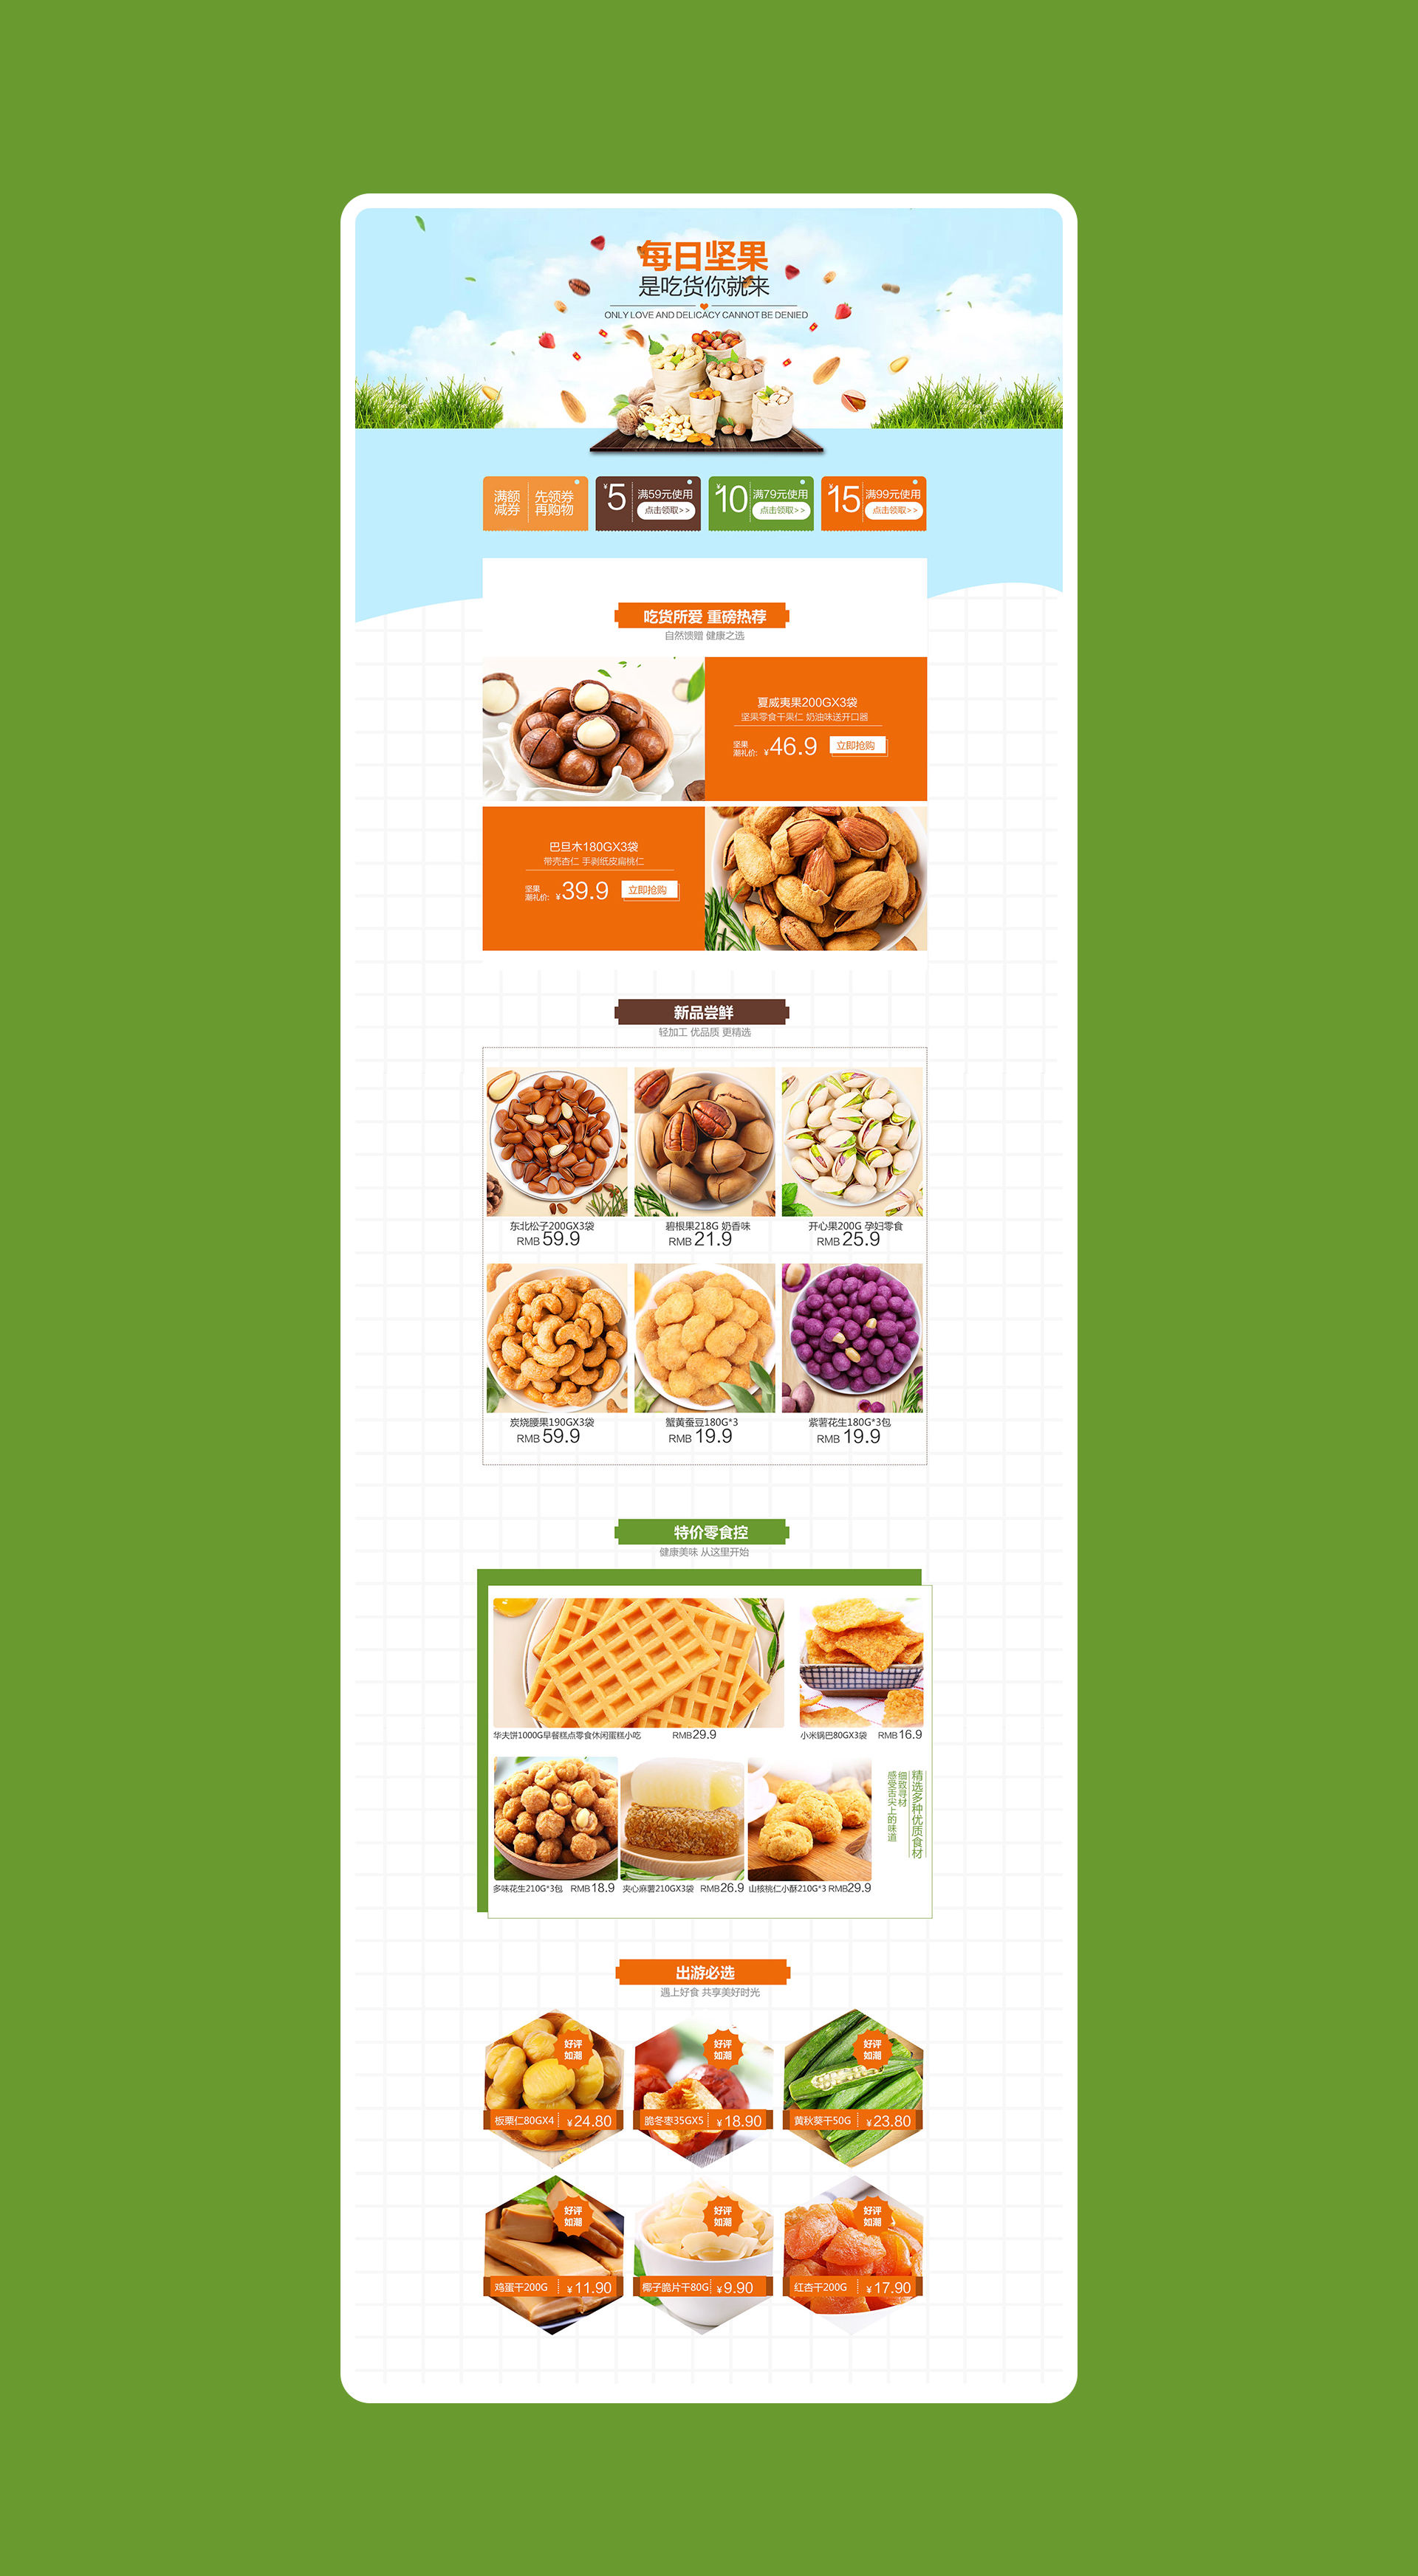 每日坚果
是吃货你就来
ONLY LOVE AND DELICACY CANNOT BE DENIED
满额
减券
先领券
再购物
¥5
满59元使用
点击领取>>
¥10
满79元使用
点击领取>>
¥15
满99元使用
点击领取>>
吃货所爱 重磅热荐
自然馈赠 健康之选
夏威夷果200GX3袋
坚果零食干果仁 奶油味送开口器
坚果
潮礼价:
¥46.9
立即抢购
巴旦木180GX3袋
带壳杏仁 手剥纸皮扁桃仁
坚果
潮礼价:
¥39.9
立即抢购
新品尝鲜
轻加工 优品质 更精选
东北松子200GX3袋
RMB 59.9
碧根果218G 奶香味
RMB 21.9
开心果200G 孕妇零食
RMB 25.9
炭烧腰果190GX3袋
RMB 59.9
蟹黄蚕豆180G*3
RMB 19.9
紫薯花生180G*3包
RMB 19.9
特价零食控
健康美味 从这里开始
华夫饼1000G早餐糕点零食休闲蛋糕小吃 RMB29.9
小米锅巴80GX3袋 RMB16.9
多味花生210G*3包 RMB18.9
夹心麻薯210GX3袋 RMB26.9
山核桃仁小酥210G*3 RMB29.9
精选多种优质食材
细致寻材
感受舌尖上的味道
出游必选
遇上好食 共享美好时光
好评
如潮
板栗仁80GX4 ¥24.80
好评
如潮
脆冬枣35GX5 ¥18.90
好评
如潮
黄秋葵干50G ¥23.80
好评
如潮
鸡蛋干200G ¥11.90
好评
如潮
椰子脆片干80G ¥9.90
好评
如潮
红杏干200G ¥17.90